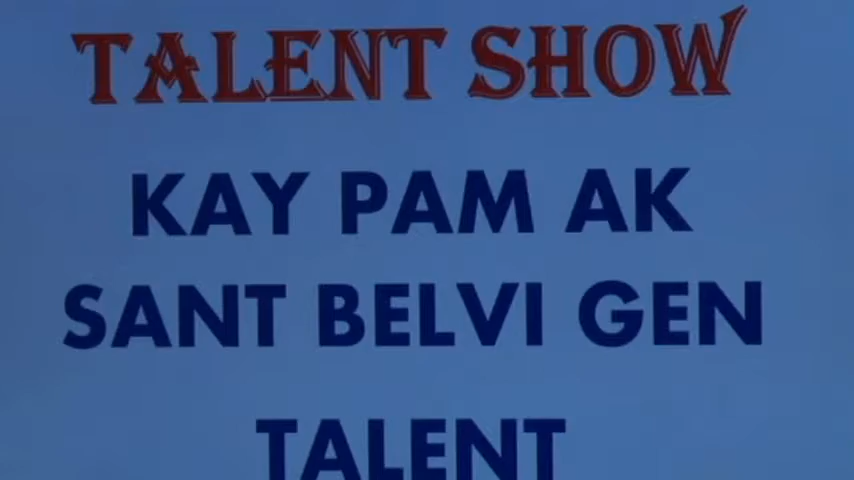 TALENT SHOW
KAY PAM AK
SANT BELVI GEN
TALENT